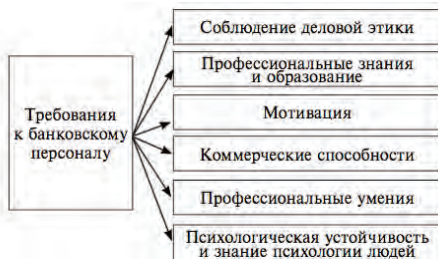 Требования
к банковскому
персоналу
Соблюдение деловой этики
Профессиональные знания
и образование
Мотивация
Коммерческие способности
Профессиональные умения
Психологическая устойчивость
и знание психологии людей